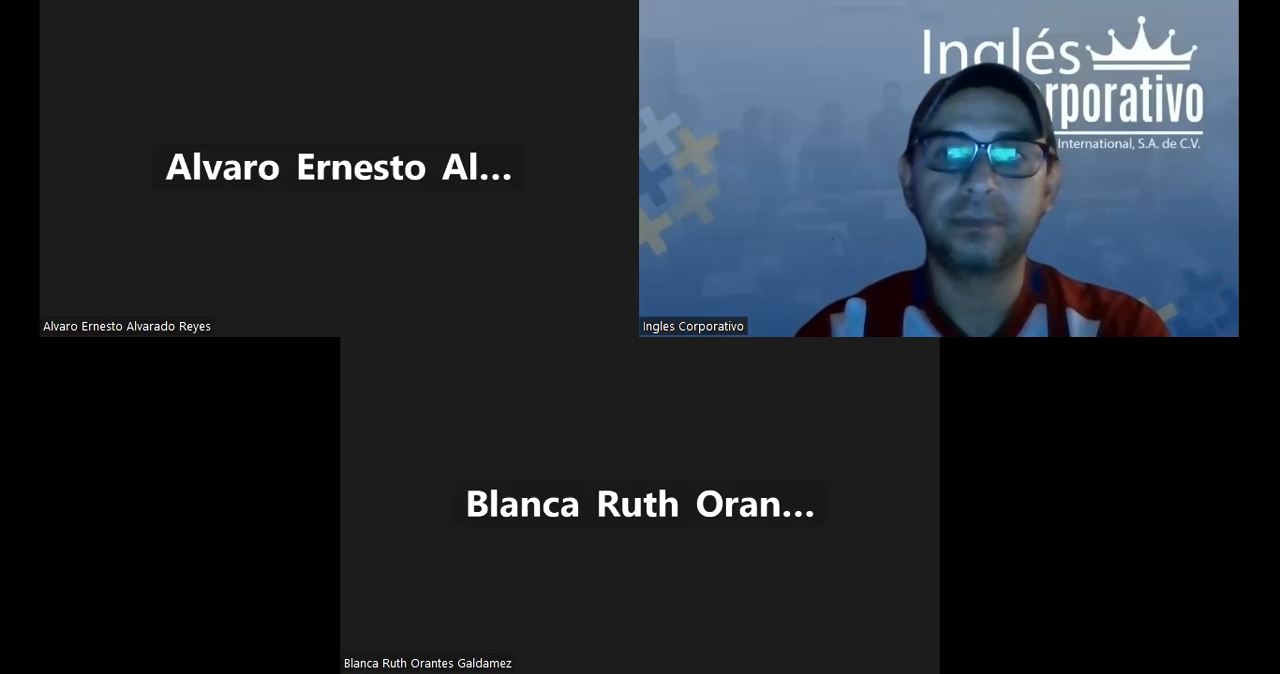 Alvaro Ernesto Al...
Alvaro Ernesto Alvarado Reyes
Inglés
rporativo
International, S.A. de C.V.
Ingles Corporativo
Blanca Ruth Oran...
Blanca Ruth Orantes Galdamez